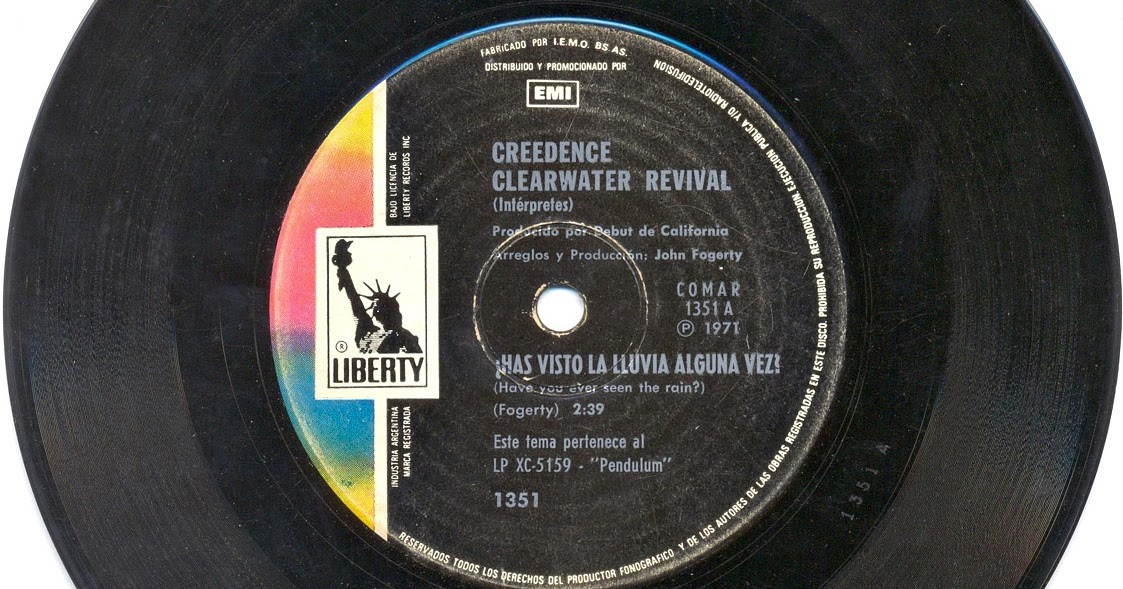 FABRICADO POR I.E.M.O. BS AS.
DISTRIBUIDO Y PROMOCIONADO POR
EMI
CREEDENCE
CLEARWATER REVIVAL
(Intérpretes)
Producido por Debut de California
Arreglos y Producción: John Fogerty
COMAR
1351 A
Ⓟ 1971
¡HAS VISTO LA LLUVIA ALGUNA VEZ!
(Have you ever seen the rain?)
(Fogerty) 2:39
Este tema pertenece al
LP XC-5159 - "Pendulum"
1351
BAJO LICENCIA DE
LIBERTY RECORDS INC
®
LIBERTY
INDUSTRIA ARGENTINA
MARCA REGISTRADA
RESERVADOS TODOS LOS DERECHOS DEL PRODUCTOR FONOGRAFICO Y DE LOS AUTORES DE LAS OBRAS REGISTRADAS EN ESTE DISCO. PROHIBIDA SU REPRODUCCION EJECUCION PUBLICA Y/O RADIOTELEDIFUSION
1351 A